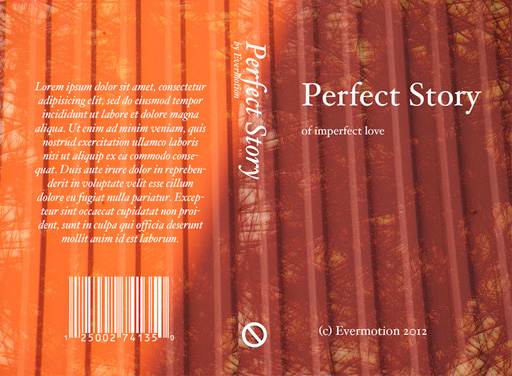 Lorem ipsum dolor sit amet, consectetur
adipisicing elit, sed do eiusmod tempor
incididunt ut labore et dolore magna
aliqua. Ut enim ad minim veniam, quis
nostrud exercitation ullamco laboris
nisi ut aliquip ex ea commodo conse-
quat. Duis aute irure dolor in reprehen-
derit in voluptate velit esse cillum
dolore eu fugiat nulla pariatur. Excep-
teur sint occaecat cupidatat non proi-
dent, sunt in culpa qui officia deserunt
mollit anim id est laborum.
1 25002 74135 0
Perfect Story
by Evermotion
Perfect Story
of imperfect love
(c) Evermotion 2012